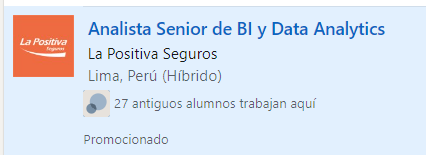 La Positiva
Seguros
Analista Senior de BI y Data Analytics
La Positiva Seguros
Lima, Perú (Híbrido)
27 antiguos alumnos trabajan aquí
Promocionado